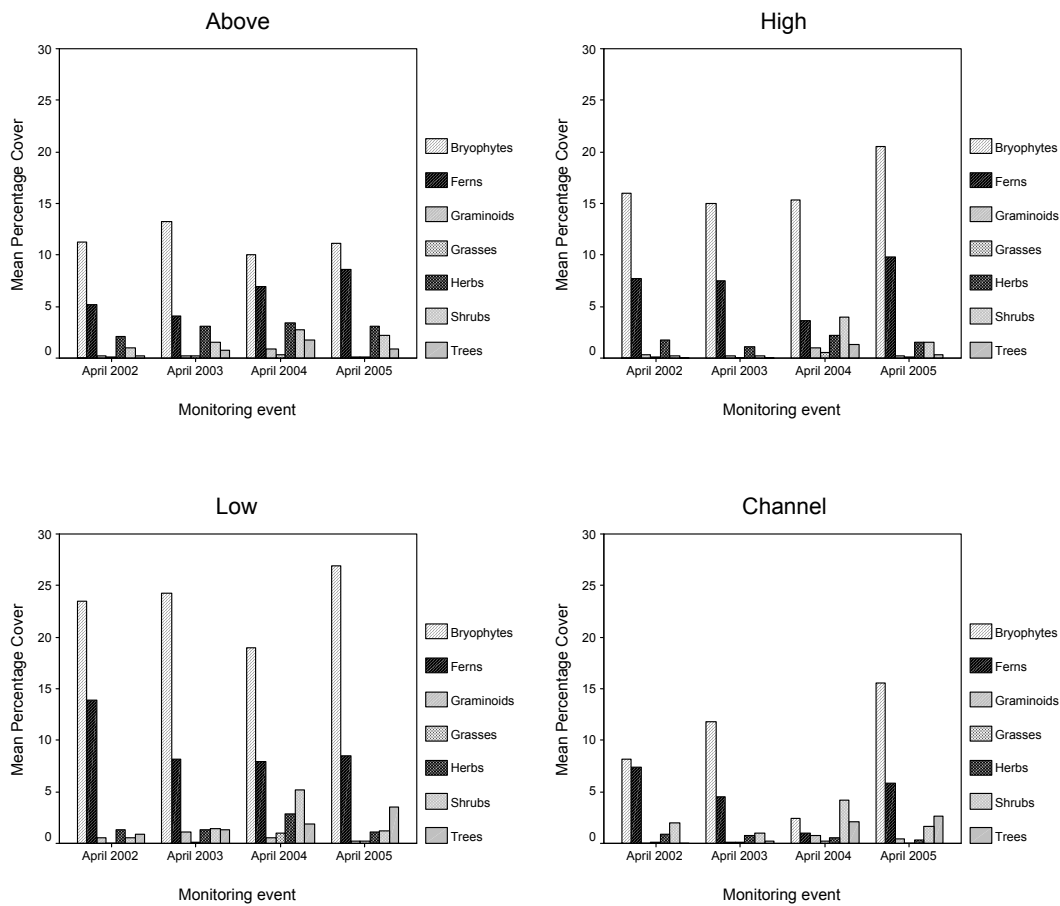 Above
Mean Percentage Cover
30
25
20
15
10
5
0
April 2002 April 2003 April 2004 April 2005
Monitoring event
Bryophytes
Ferns
Graminoids
Grasses
Herbs
Shrubs
Trees
High
Mean Percentage Cover
30
25
20
15
10
5
0
April 2002 April 2003 April 2004 April 2005
Monitoring event
Bryophytes
Ferns
Graminoids
Grasses
Herbs
Shrubs
Trees
Low
Mean Percentage Cover
30
25
20
15
10
5
0
April 2002 April 2003 April 2004 April 2005
Monitoring event
Bryophytes
Ferns
Graminoids
Grasses
Herbs
Shrubs
Trees
Channel
Mean Percentage Cover
30
25
20
15
10
5
0
April 2002 April 2003 April 2004 April 2005
Monitoring event
Bryophytes
Ferns
Graminoids
Grasses
Herbs
Shrubs
Trees